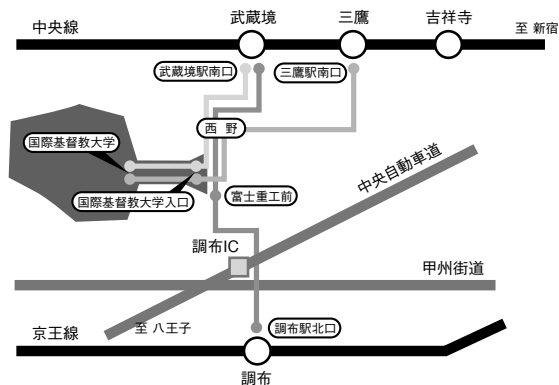 武蔵境
三鷹
吉祥寺
中央線
至 新宿
武蔵境駅南口
三鷹駅南口
西 野
国際基督教大学
国際基督教大学入口
富士重工前
中央自動車道
調布IC
甲州街道
至 八王子
調布駅北口
京王線
調布